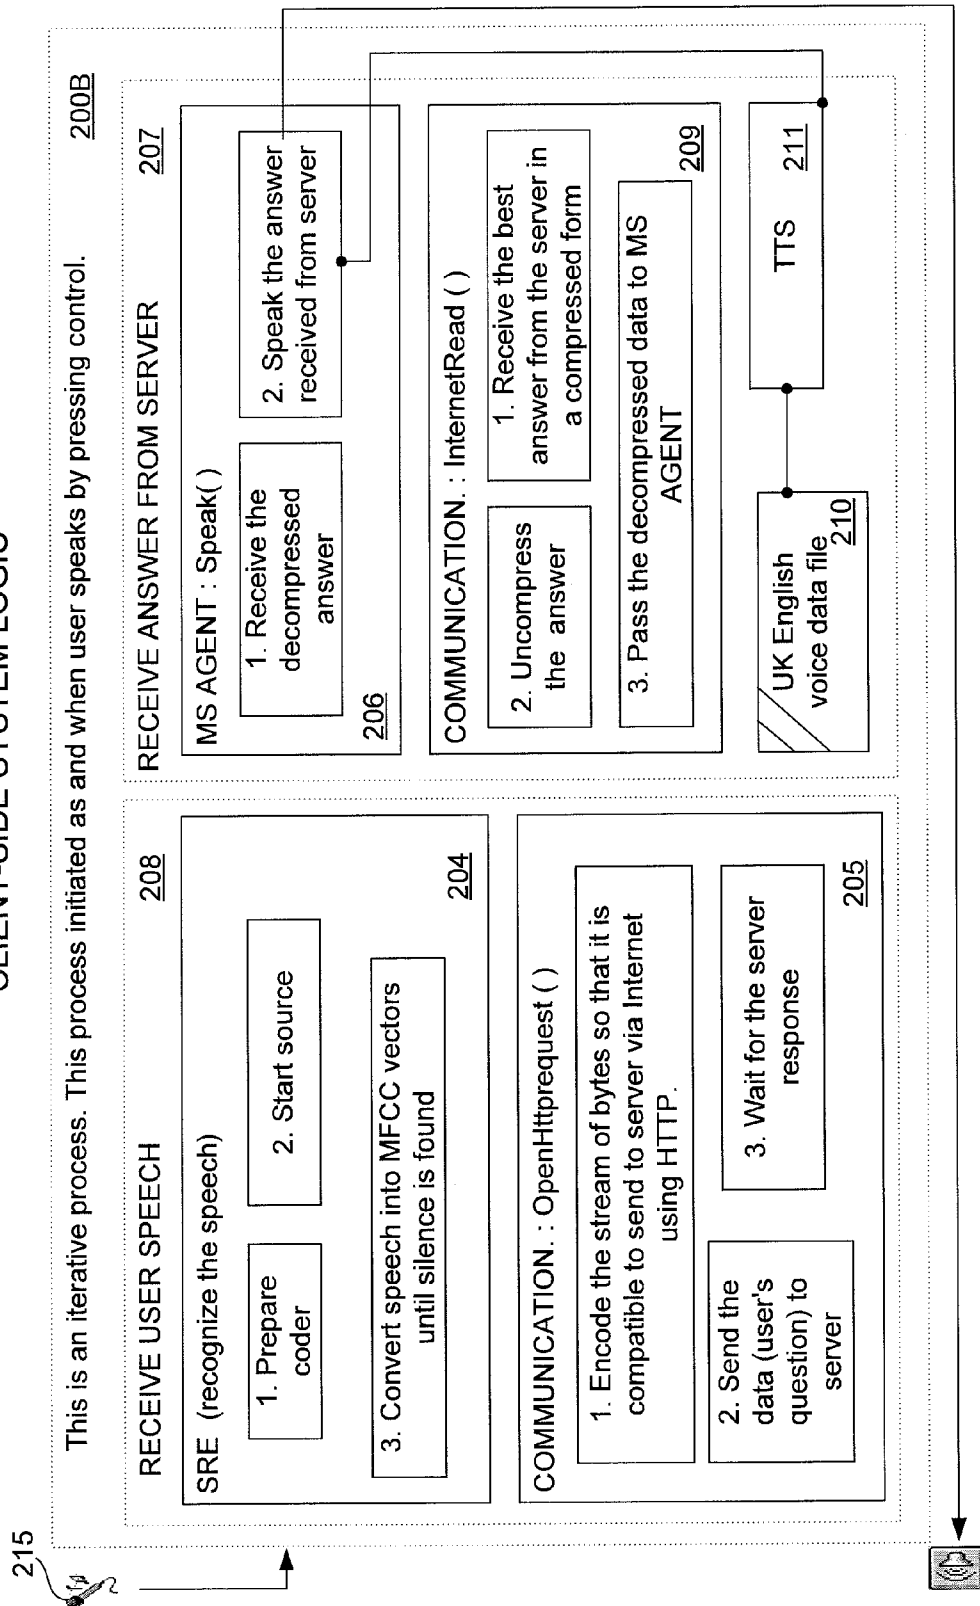 CLIENT-SIDE SYSTEM LOGIC
This is an iterative process. This process initiated as and when user speaks by pressing control.
200B
215
RECEIVE USER SPEECH
208
SRE (recognize the speech)
1. Prepare
coder
2. Start source
3. Convert speech into MFCC vectors
until silence is found
204
COMMUNICATION. : OpenHttprequest ( )
1. Encode the stream of bytes so that it is
compatible to send to server via Internet
using HTTP.
2. Send the
data (user's
question) to
server
3. Wait for the server
response
205
RECEIVE ANSWER FROM SERVER
207
MS AGENT : Speak( )
1. Receive the
decompressed
answer
2. Speak the answer
received from server
206
COMMUNICATION. : InternetRead ( )
2. Uncompress
the answer
1. Receive the best
answer from the server in
a compressed form
3. Pass the decompressed data to MS
AGENT
209
UK English
voice data file
210
TTS
211